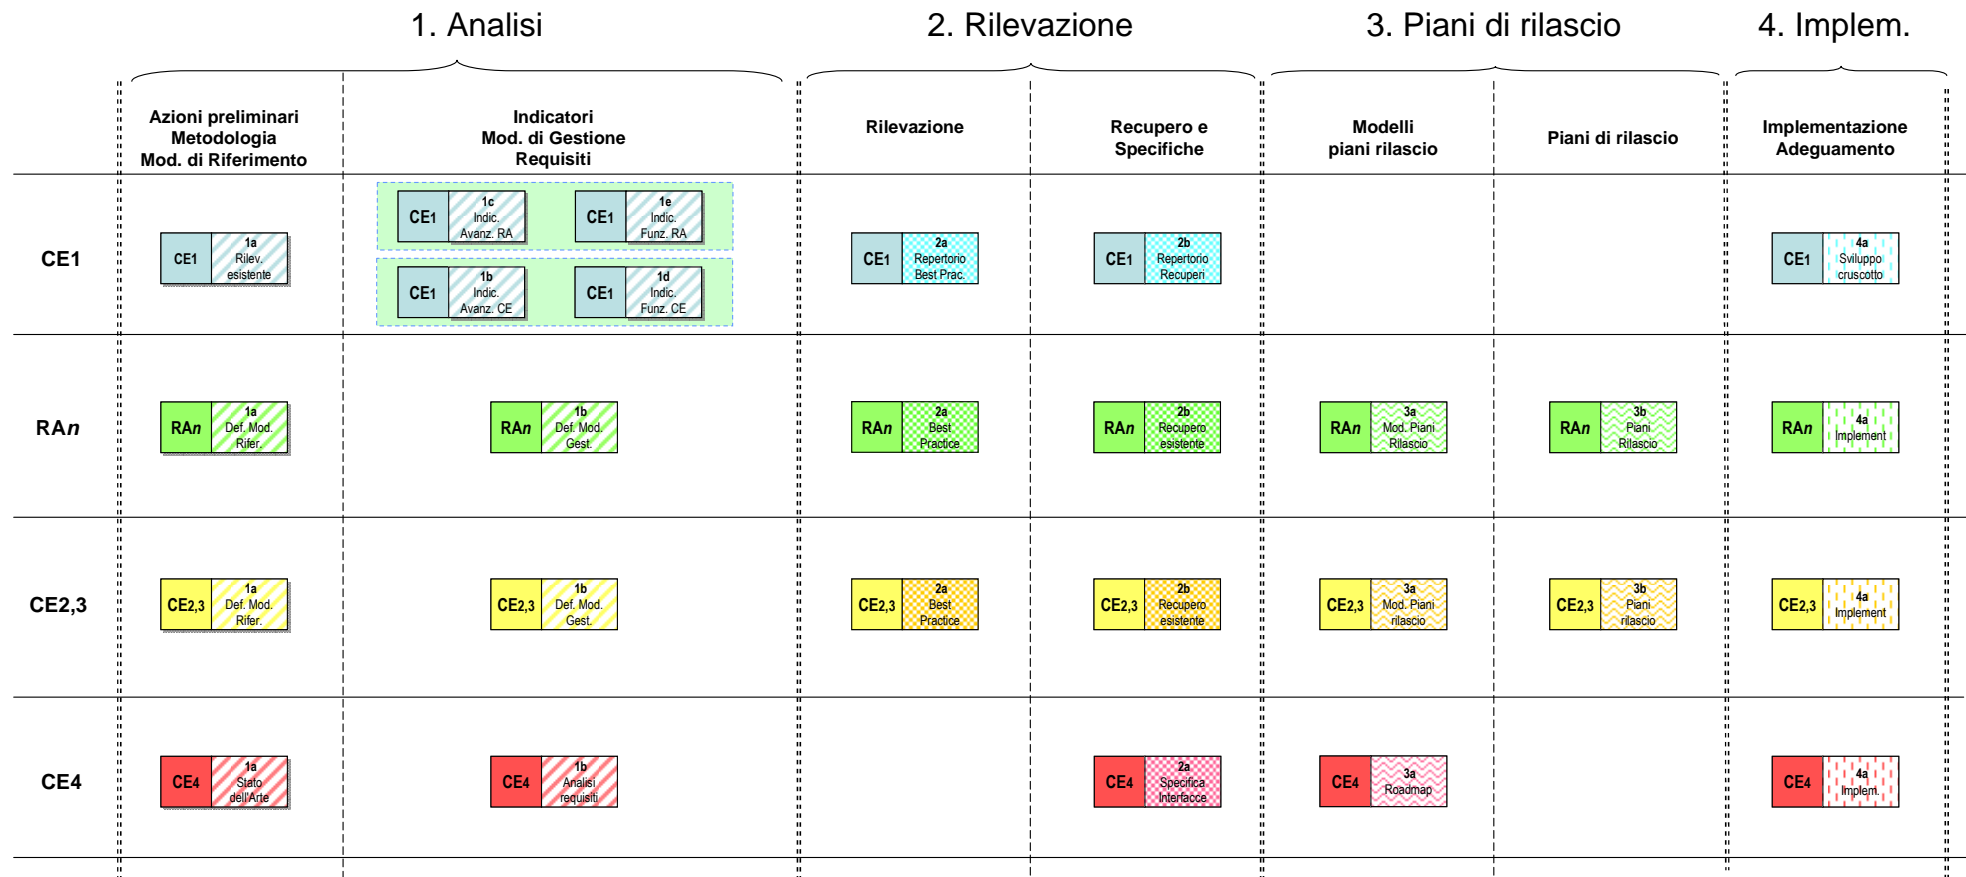 1. Analisi
2. Rilevazione
3. Piani di rilascio
4. Implem.
Azioni preliminari
Metodologia
Mod. di Riferimento
Indicatori
Mod. di Gestione
Requisiti
Rilevazione
Recupero e
Specifiche
Modelli
piani rilascio
Piani di rilascio
Implementazione
Adeguamento
CE1
CE1
1a
Rilev.
esistente
CE1
1c
Indic.
Avanz. RA
CE1
1e
Indic.
Funz. RA
CE1
1b
Indic.
Avanz. CE
CE1
1d
Indic.
Funz. CE
CE1
2a
Repertorio
Best Prac.
CE1
2b
Repertorio
Recuperi
CE1
4a
Sviluppo
cruscotto
RAn
RAn
1a
Def. Mod.
Rifer.
RAn
1b
Def. Mod.
Gest.
RAn
2a
Best
Practice
RAn
2b
Recupero
esistente
RAn
3a
Mod. Piani
Rilascio
RAn
3b
Piani
Rilascio
RAn
4a
Implement
CE2,3
CE2,3
1a
Def. Mod.
Rifer.
CE2,3
1b
Def. Mod.
Gest.
CE2,3
2a
Best
Practice
CE2,3
2b
Recupero
esistente
CE2,3
3a
Mod. Piani
rilascio
CE2,3
3b
Piani
rilascio
CE2,3
4a
Implement
CE4
CE4
1a
Stato
dell'Arte
CE4
1b
Analisi
requisiti
CE4
2a
Specifica
Interfacce
CE4
3a
Roadmap
CE4
4a
Implem.